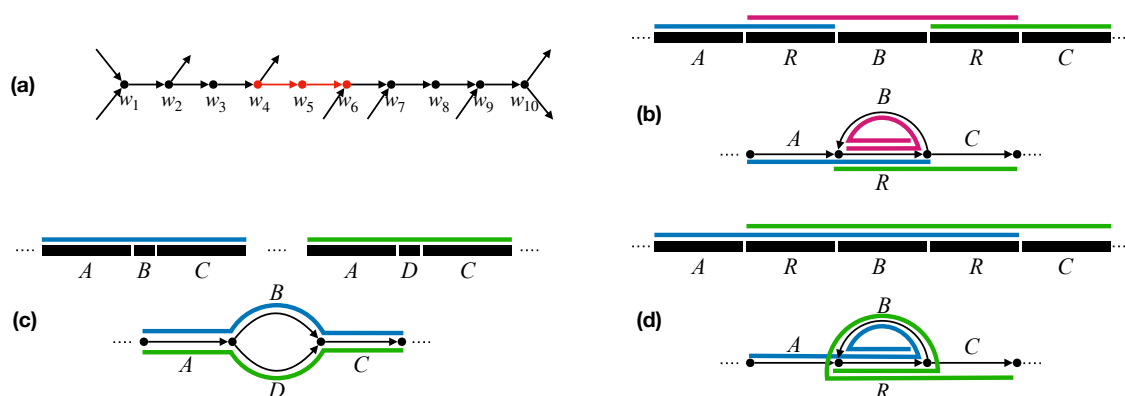 (a)
w1 w2 w3 w4 w5 w6 w7 w8 w9 w10
.... A R B R C ....
(b)
B
.... A C ....
R
.... A B C .... A D C ....
(c)
B
.... A C ....
D
.... A R B R C ....
(d)
B
.... A C ....
R